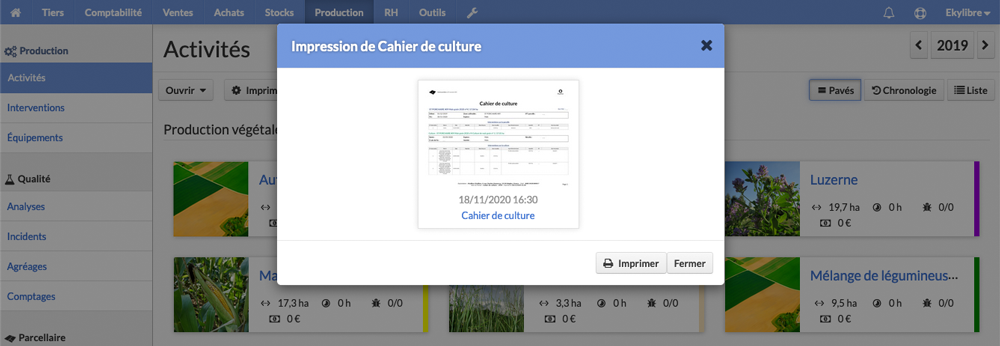 Tiers Comptabilité Ventes Achats Stocks Production RH Outils Ekylibre
Production
Activités
Interventions
Équipements
Qualité
Analyses
Incidents
Agréages
Comptages
Parcellaire
Activités
2019
Ouvrir Imprim
Pavés Chronologie Liste
Production végétale
Au
Luzerne
19,7 ha 0 h 0/0
0 €
Ma
17,3 ha 0 h 0/0
0 €
3,3 ha 0 h 0/0
0 €
Mélange de légumineus...
9,5 ha 0 h 0/0
0 €
Impression de Cahier de culture
Cahier de culture
18/11/2020 16:30
Cahier de culture
Imprimer Fermer